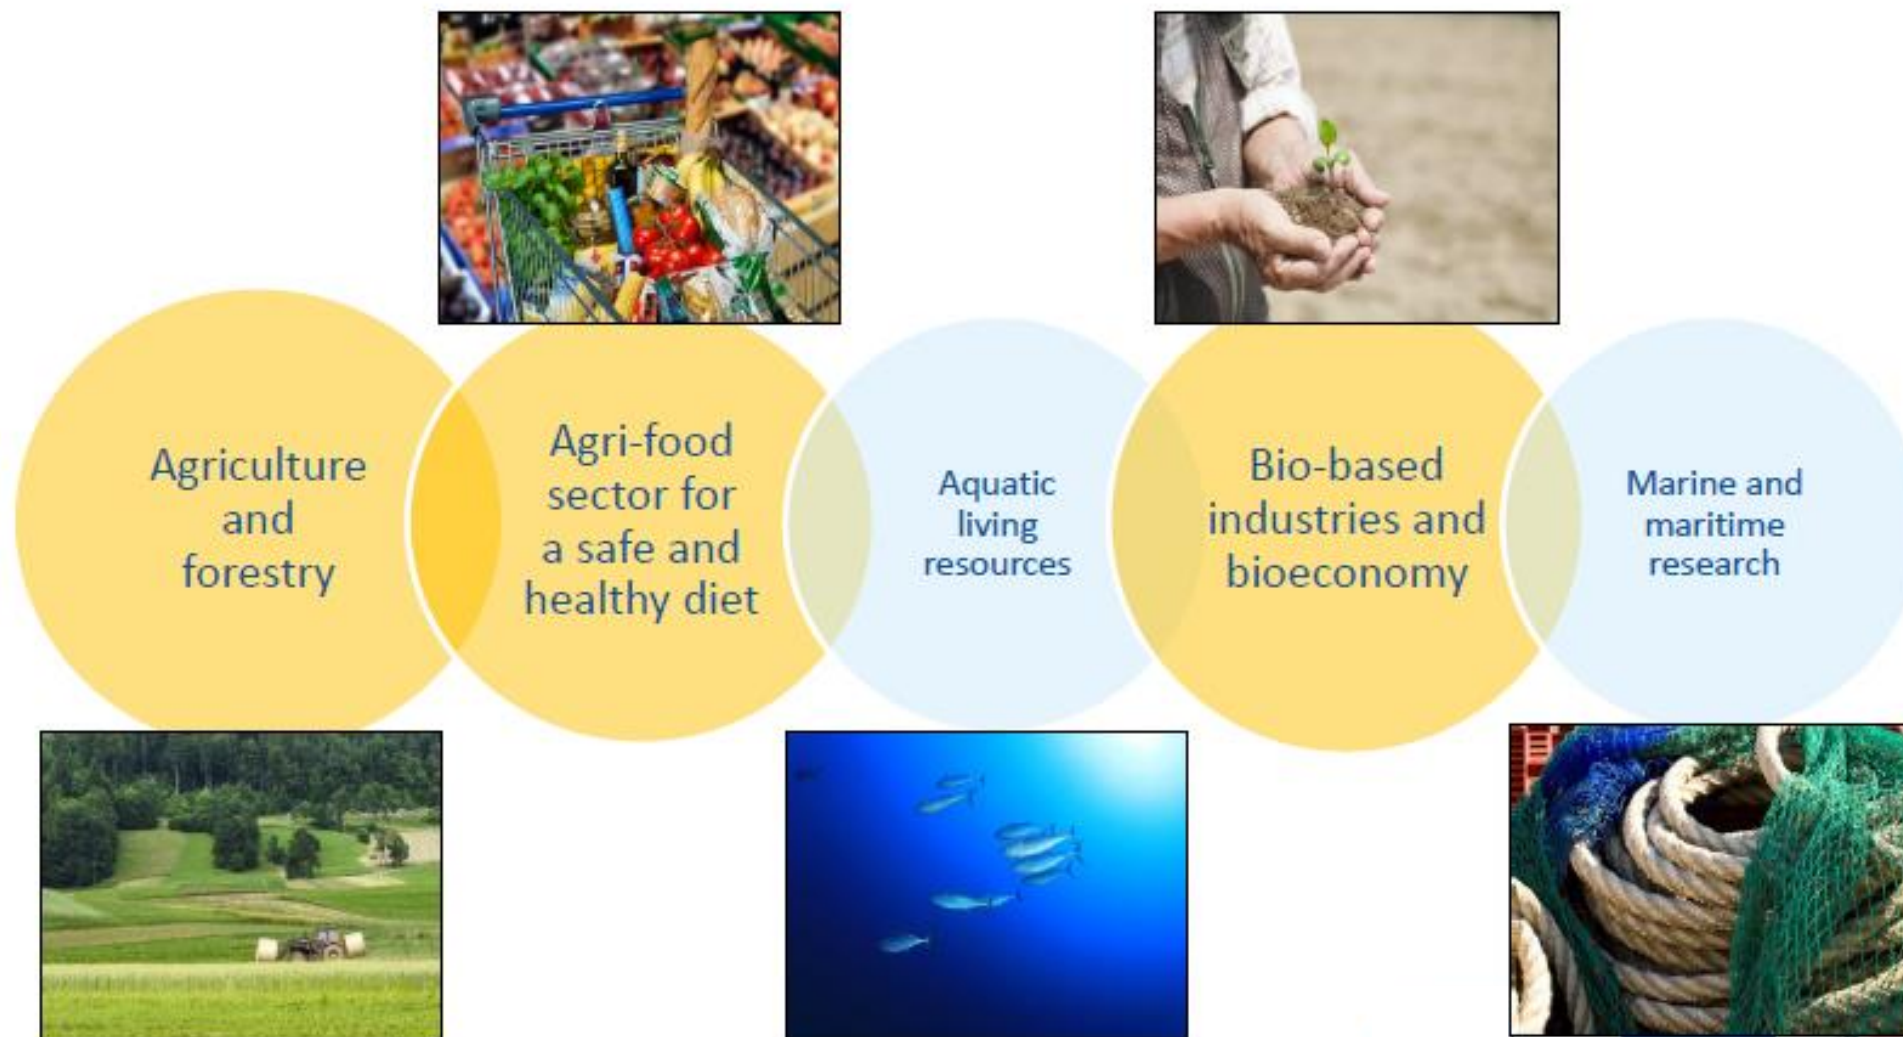 Agriculture
and
forestry
Agri-food
sector for
a safe and
healthy diet
Aquatic
living
resources
Bio-based
industries and
bioeconomy
Marine and
maritime
research